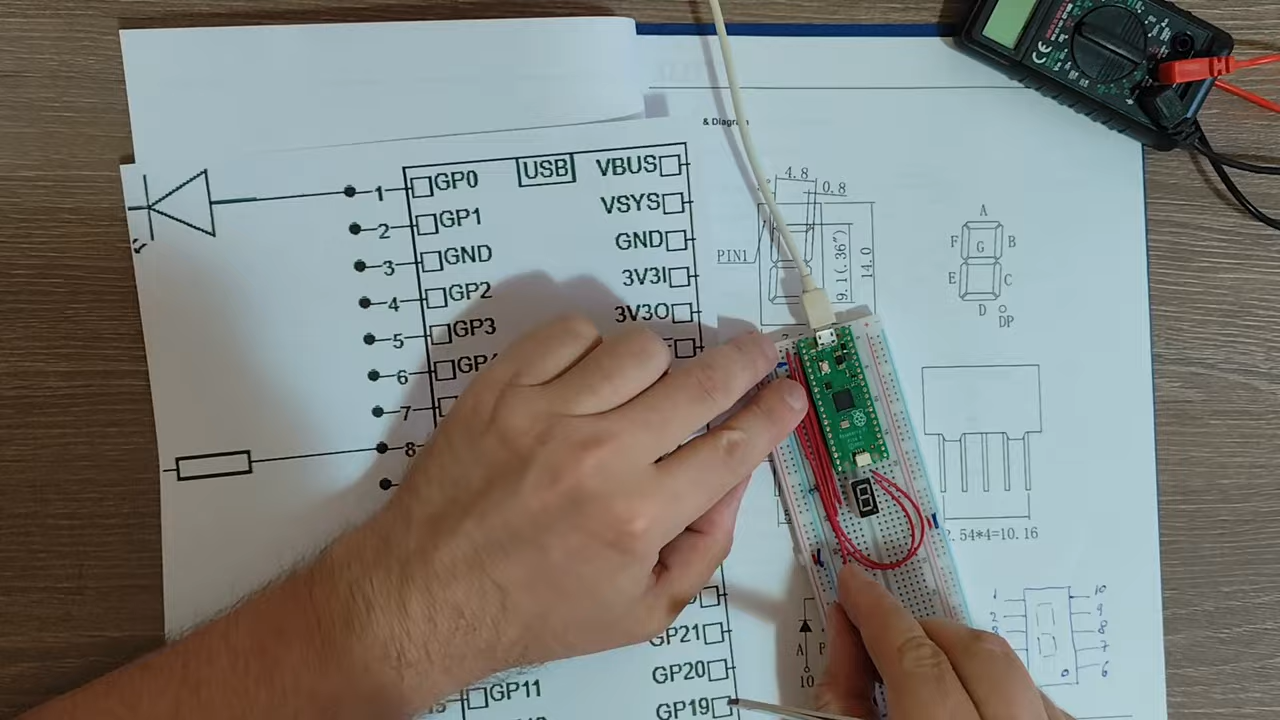 & Diagram
USB
1 GP0
2 GP1
3 GND
4 GP2
5 GP3
6 GP
7
8
GP11
VBUS
VSYS
GND
3V3I
3V3O
GP21
GP20
GP19
4.8
0.8
PIN1
9.1(.36")
14.0
A
F G B
E C
D DP
2.54*4=10.16
A
10
1 10
2 9
8
7
6
CE